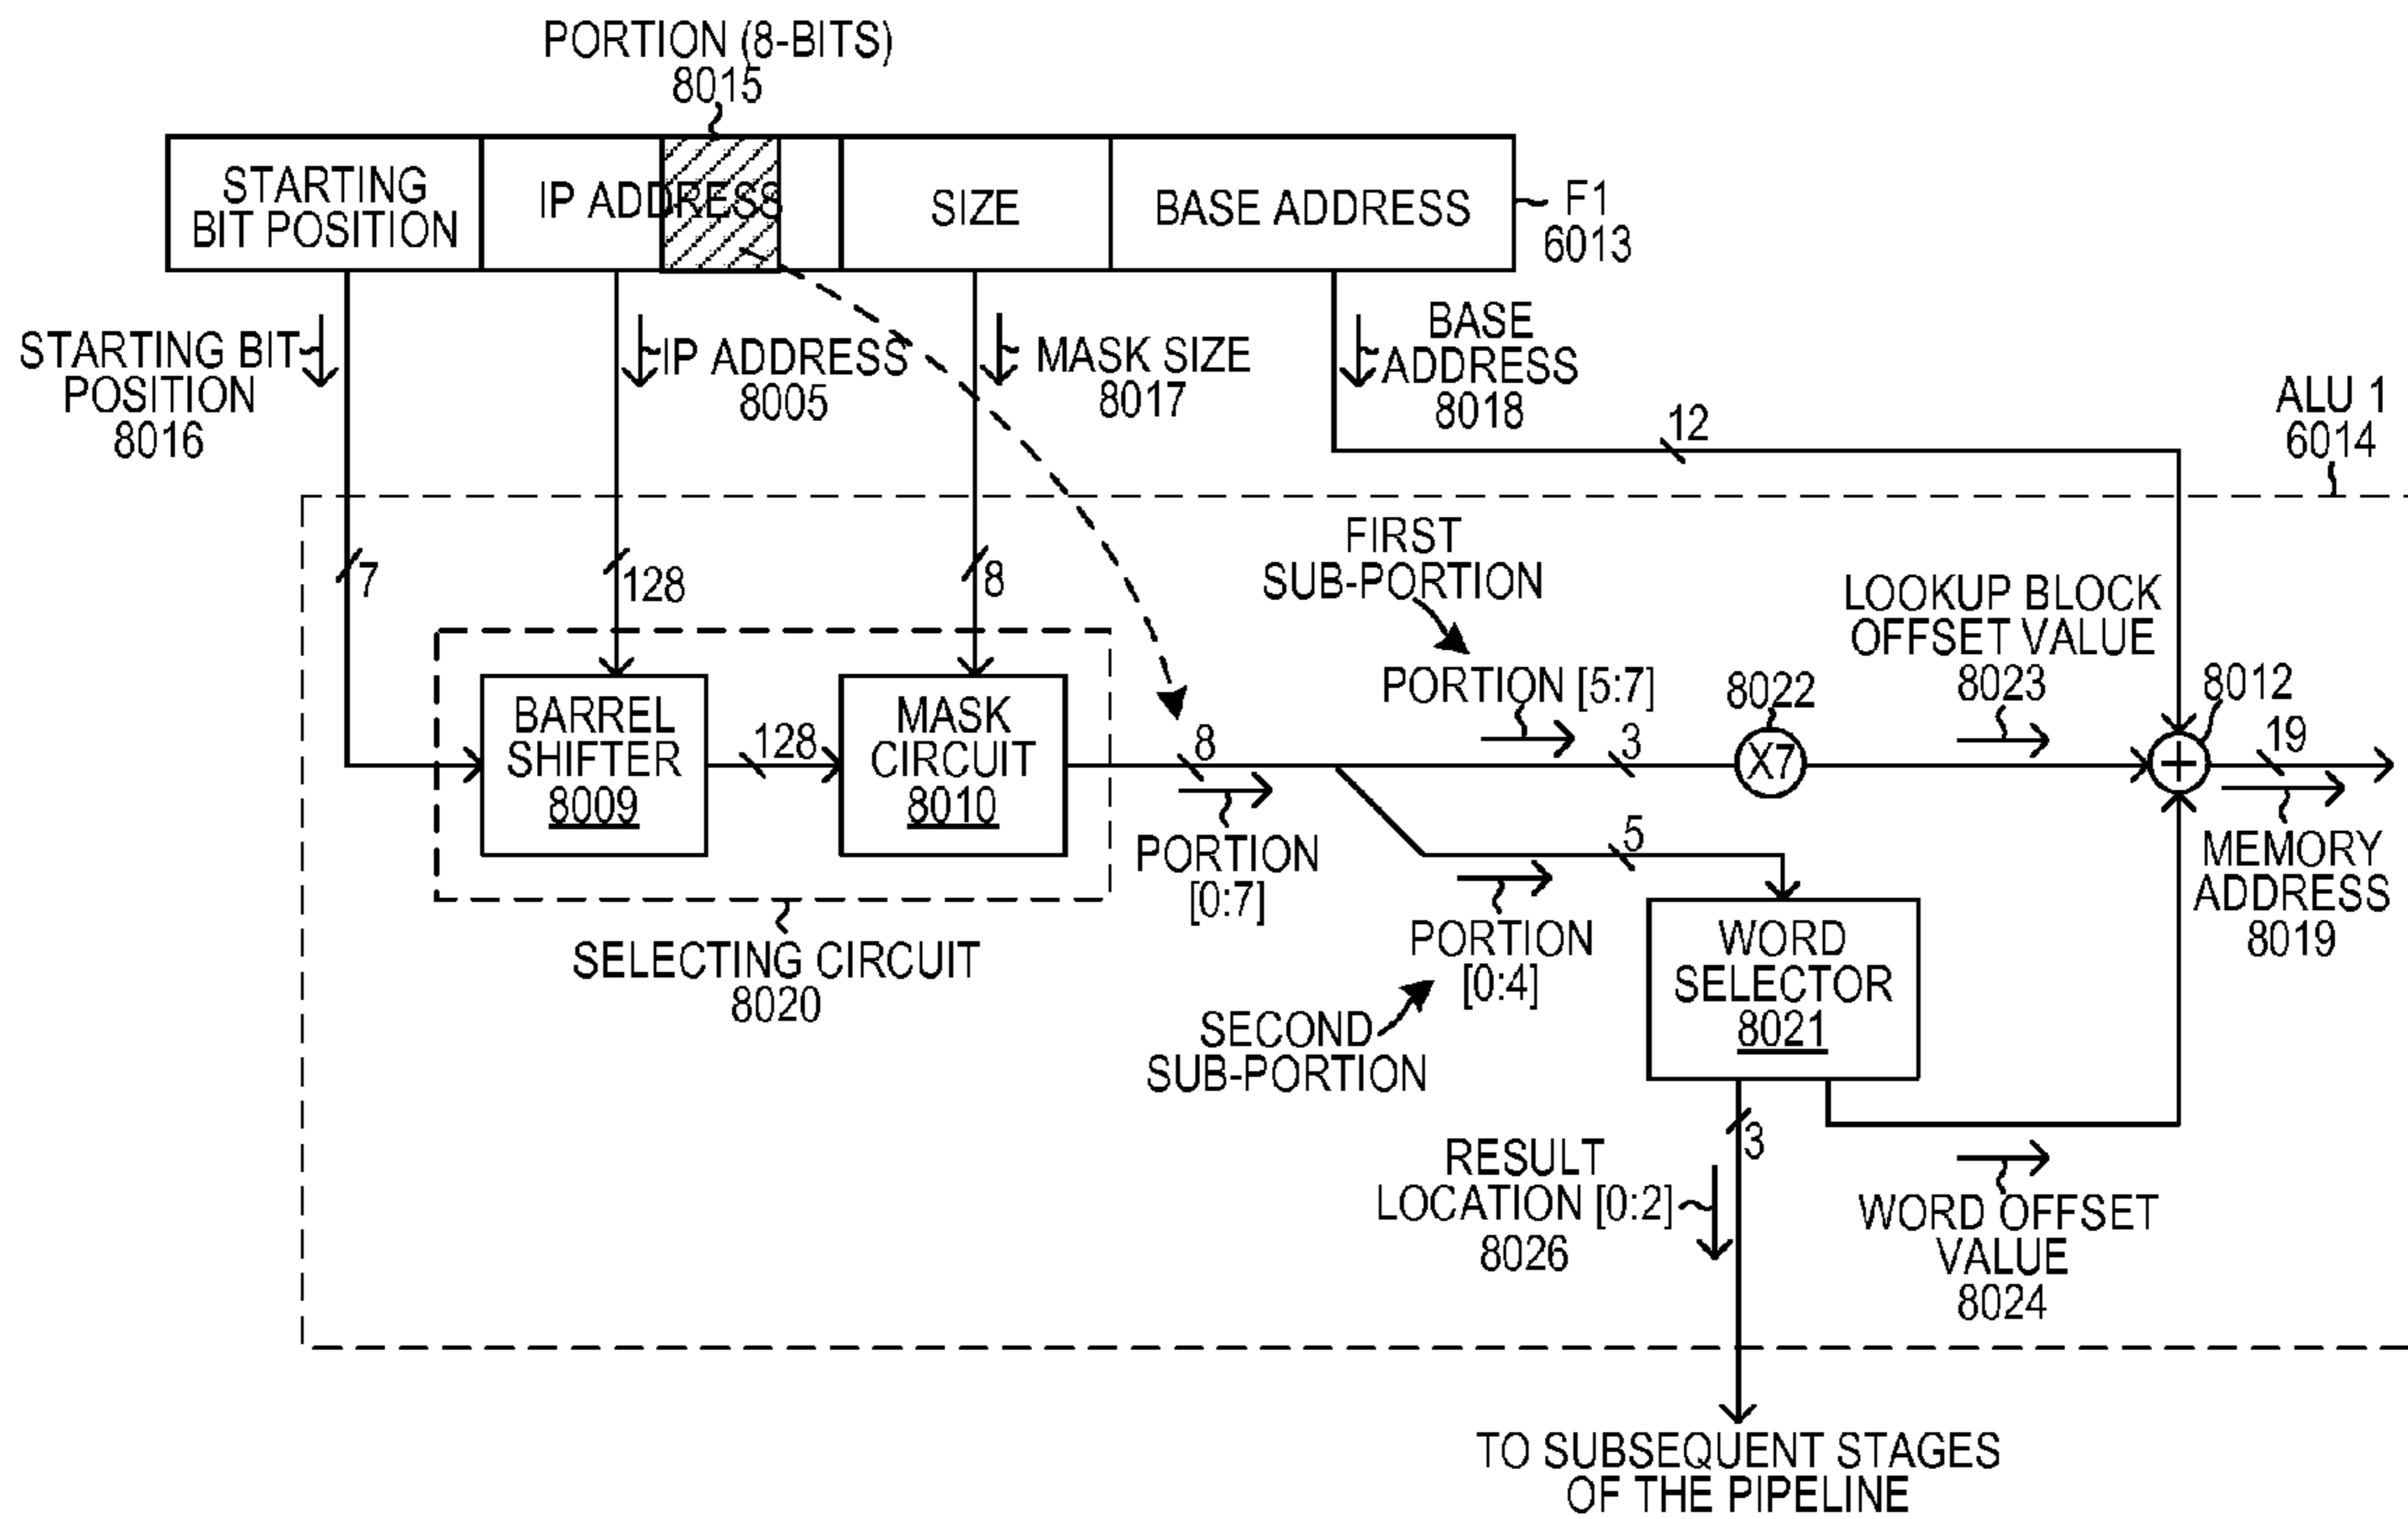 PORTION (8-BITS)
8015
STARTING
BIT POSITION
IP ADDRESS
SIZE
BASE ADDRESS
F1
6013
STARTING BIT
POSITION
8016
IP ADDRESS
8005
MASK SIZE
8017
BASE
ADDRESS
8018
12
ALU 1
6014
7
128
8
FIRST
SUB-PORTION
PORTION [5:7]
LOOKUP BLOCK
OFFSET VALUE
8023
8022
8012
BARREL
SHIFTER
8009
128
MASK
CIRCUIT
8010
8
3
X7
+
19
PORTION
[0:7]
5
MEMORY
ADDRESS
8019
SELECTING CIRCUIT
8020
PORTION
[0:4]
SECOND
SUB-PORTION
WORD
SELECTOR
8021
3
RESULT
LOCATION [0:2]
8026
WORD OFFSET
VALUE
8024
TO SUBSEQUENT STAGES
OF THE PIPELINE